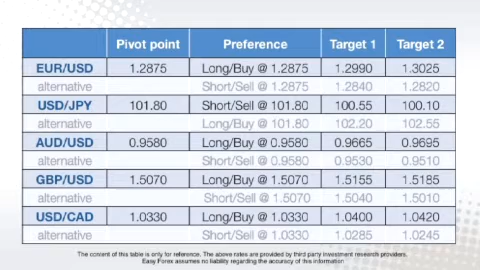 Pivot point Preference Target 1 Target 2
EUR/USD 1.2875 Long/Buy @ 1.2875 1.2990 1.3025
alternative Short/Sell @ 1.2875 1.2840 1.2820
USD/JPY 101.80 Short/Sell @ 101.80 100.55 100.10
alternative Long/Buy @ 101.80 102.20 102.55
AUD/USD 0.9580 Long/Buy @ 0.9580 0.9665 0.9695
alternative Short/Sell @ 0.9580 0.9530 0.9510
GBP/USD 1.5070 Long/Buy @ 1.5070 1.5155 1.5185
alternative Short/Sell @ 1.5070 1.5040 1.5010
USD/CAD 1.0330 Long/Buy @ 1.0330 1.0400 1.0420
alternative Short/Sell @ 1.0330 1.0285 1.0245
The content of this table is only for reference. The above rates are provided by third party investment research providers.
Easy Forex assumes no liability regarding the accuracy of this information